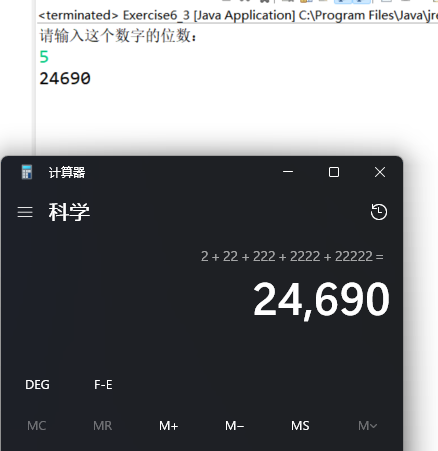 <terminated> Exercise6_3 [Java Application] C:\Program Files\Java\jre
请输入这个数字的位数：
5
24690
计算器
科学
2 + 22 + 222 + 2222 + 22222 =
24,690
DEG F-E
MC MR M+ M− MS M˅